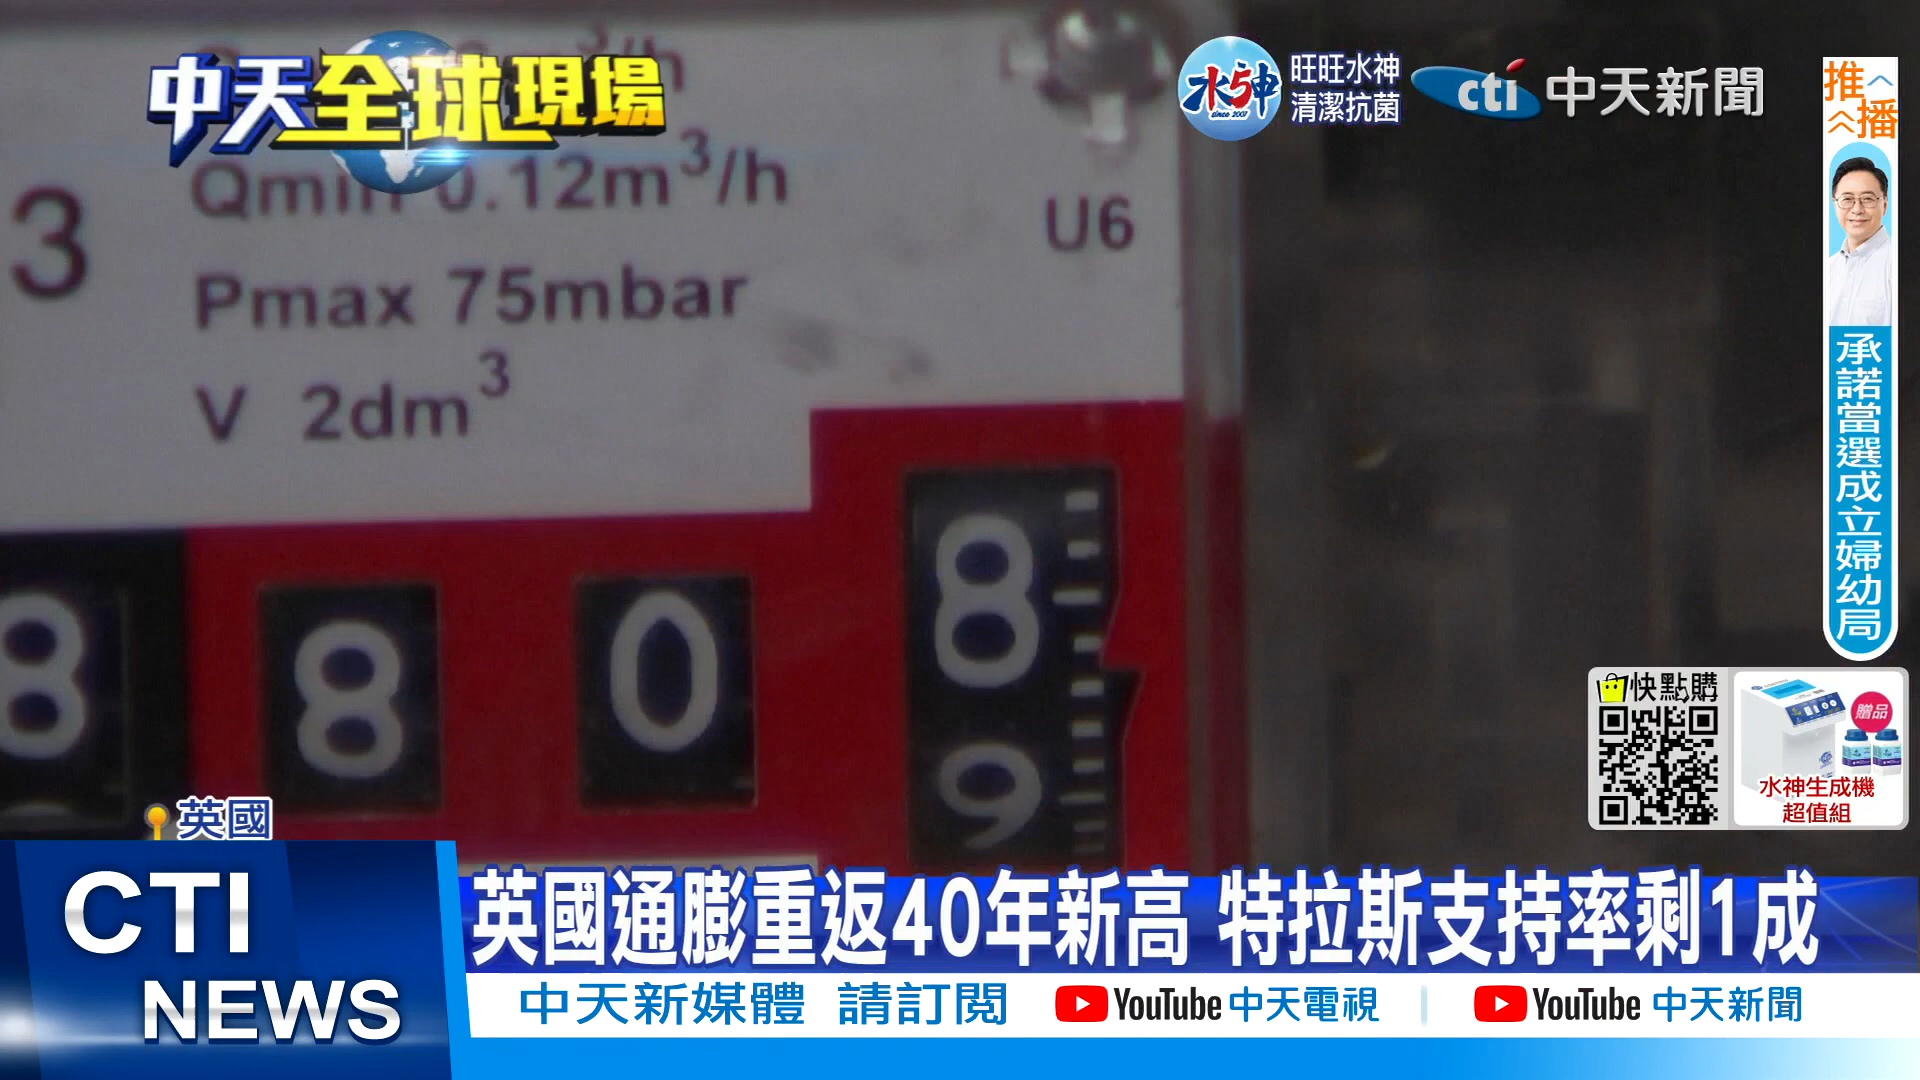 中天全球現場
水神
since 2007
旺旺水神
清潔抗菌
cti 中天新聞
推播
承諾當選成立婦幼局
3
Qmin 0.12m³/h
Pmax 75mbar
V 2dm³
U6
8 8 0 8
9
快點購
贈品
水神生成機
超值組
英國
CTI
NEWS
英國通膨重返40年新高 特拉斯支持率剩1成
中天新媒體 請訂閱 YouTube 中天電視 | YouTube 中天新聞